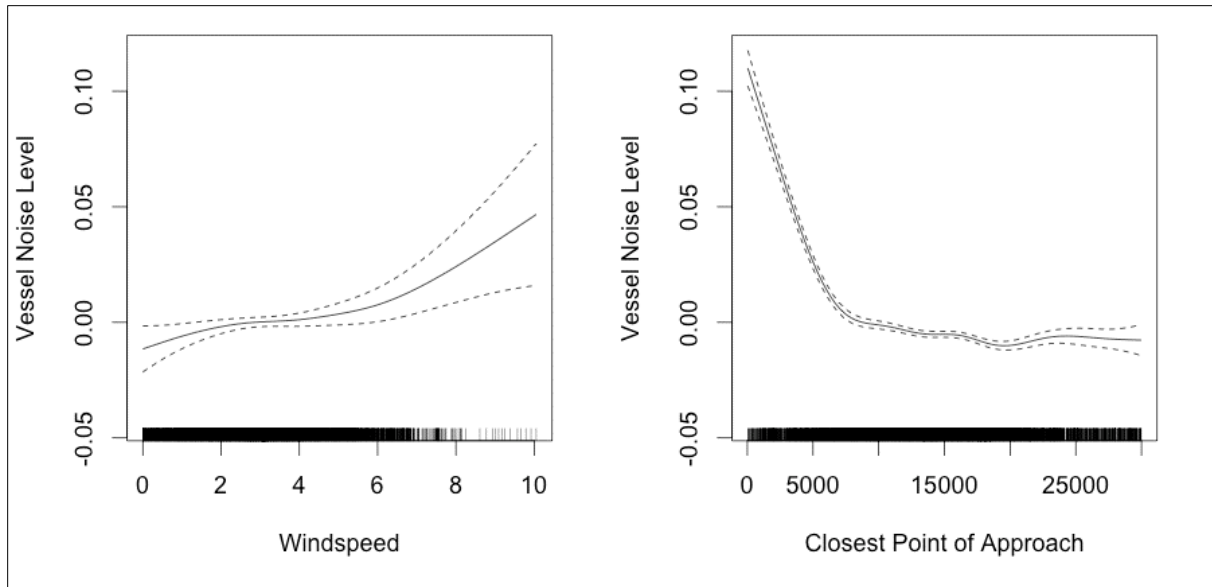 Vessel Noise Level
0.10
0.05
0.00
-0.05
0 2 4 6 8 10
Windspeed
Vessel Noise Level
0.10
0.05
0.00
-0.05
0 5000 15000 25000
Closest Point of Approach